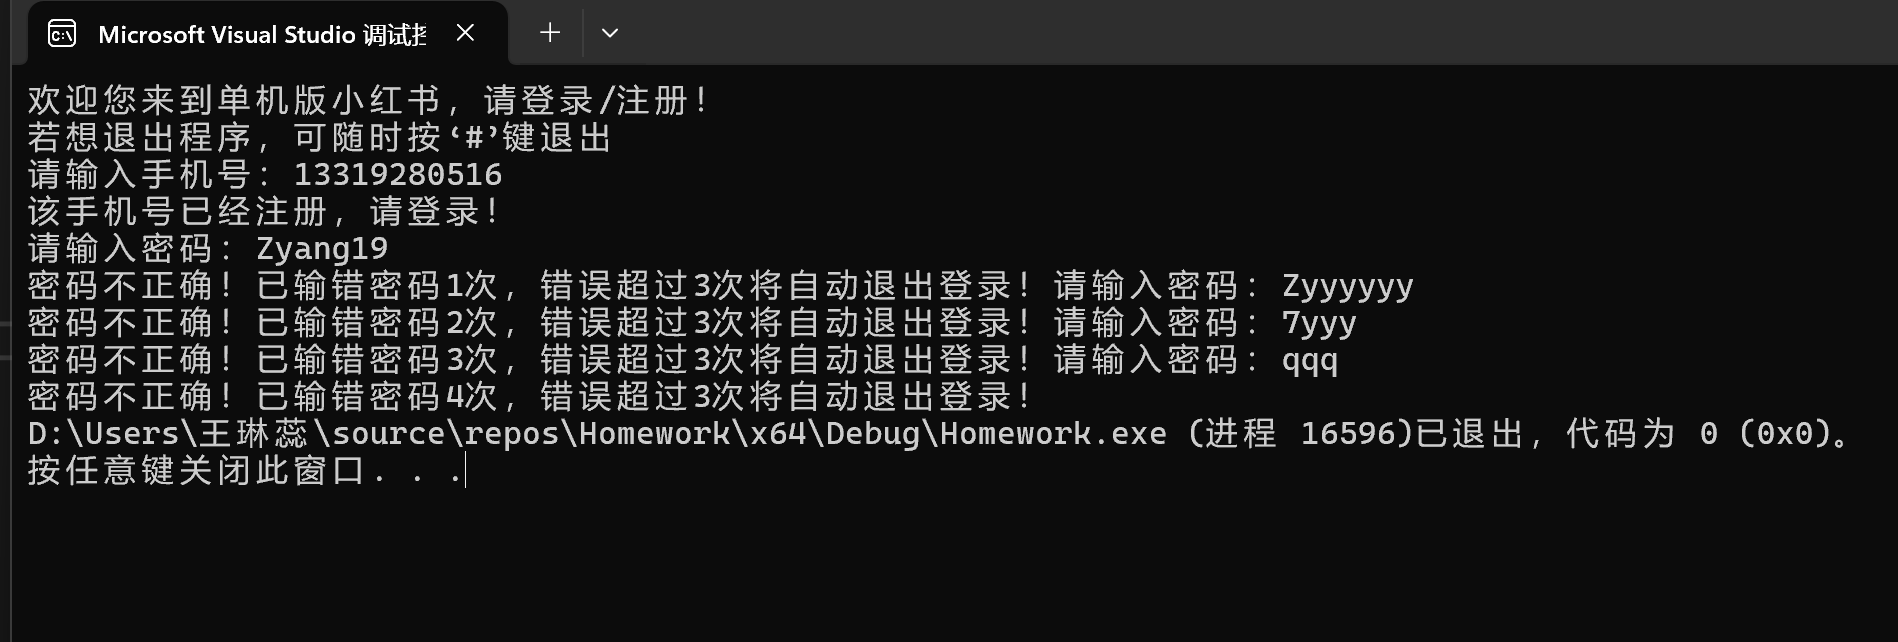 Microsoft Visual Studio 调试
欢迎您来到单机版小红书，请登录/注册！
若想退出程序，可随时按‘#’键退出
请输入手机号：13319280516
该手机号已经注册，请登录！
请输入密码：Zyang19
密码不正确！已输错密码1次，错误超过3次将自动退出登录！请输入密码：Zyyyyyy
密码不正确！已输错密码2次，错误超过3次将自动退出登录！请输入密码：7yyy
密码不正确！已输错密码3次，错误超过3次将自动退出登录！请输入密码：qqq
密码不正确！已输错密码4次，错误超过3次将自动退出登录！
D:\Users\王琳蕊\source\repos\Homework\x64\Debug\Homework.exe (进程 16596)已退出，代码为 0 (0x0)。
按任意键关闭此窗口. . .